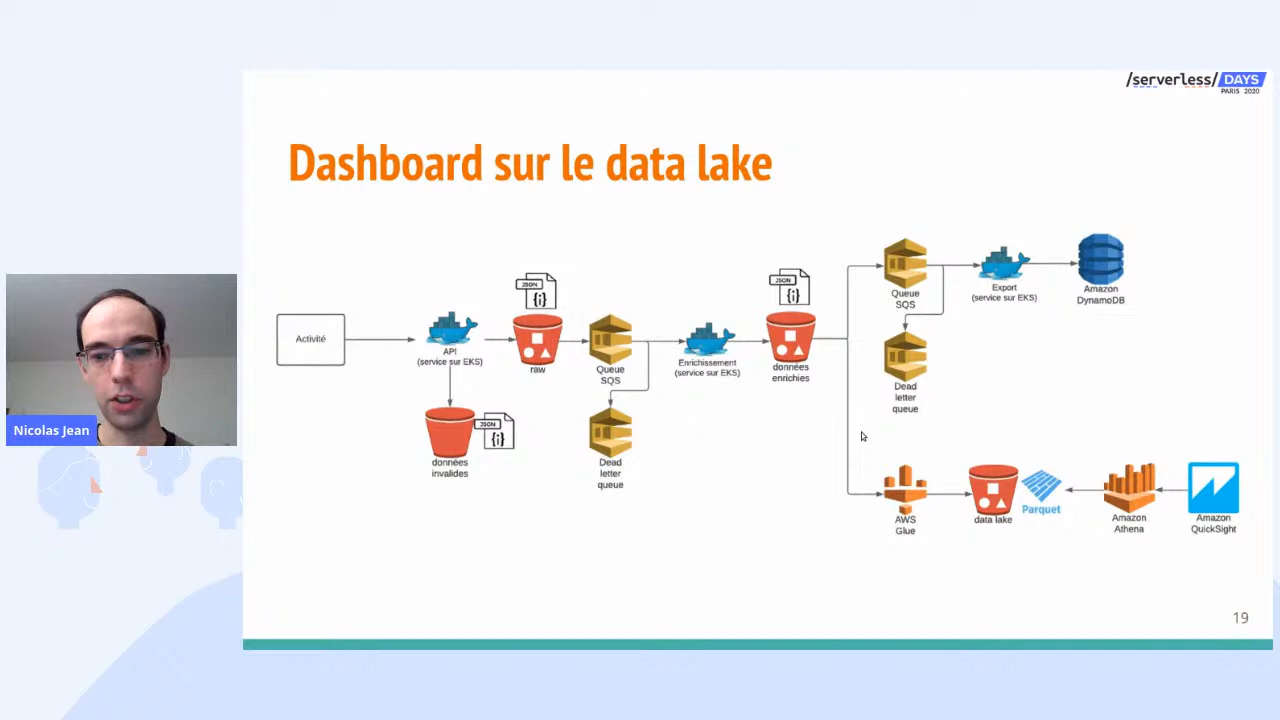 /serverless/ DAYS
PARIS 2020
Dashboard sur le data lake
Activité
API
(service sur EKS)
JSON
{i}
données
invalides
JSON
{i}
raw
Queue
SQS
Dead
letter
queue
Enrichissement
(service sur EKS)
JSON
{i}
données
enrichies
Queue
SQS
Dead
letter
queue
Export
(service sur EKS)
Amazon
DynamoDB
AWS
Glue
data lake
Parquet
Amazon
Athena
Amazon
QuickSight
Nicolas Jean
19